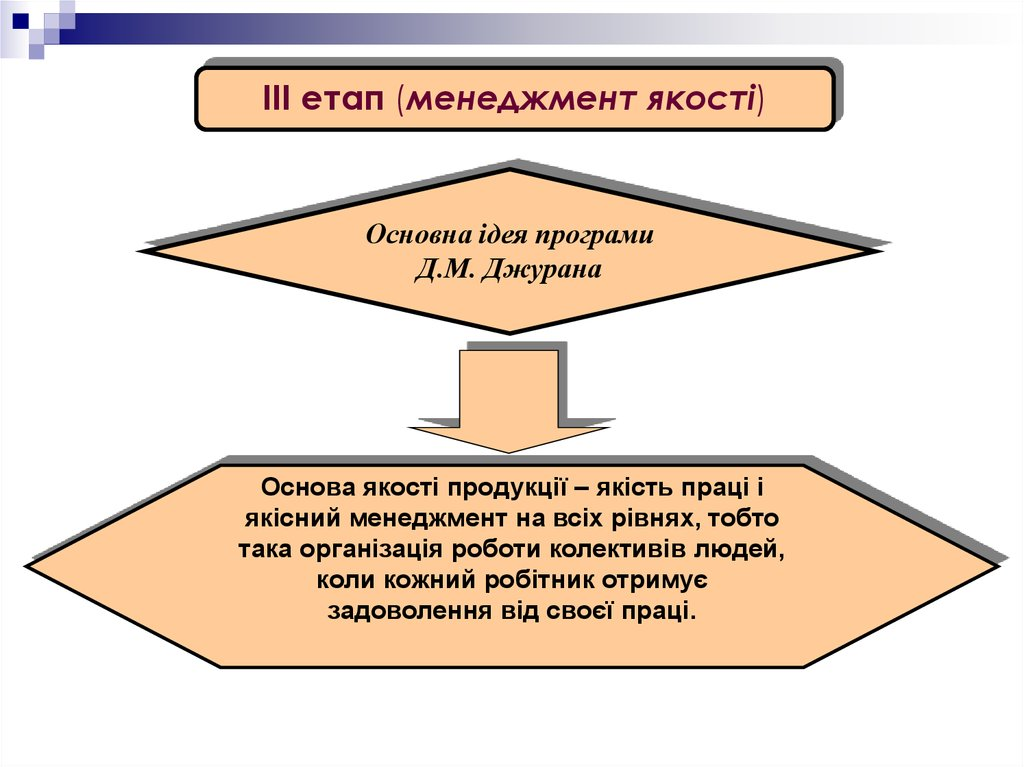 ІІІ етап (менеджмент якості)
Основна ідея програми
Д.М. Джурана
Основа якості продукції – якість праці і
якісний менеджмент на всіх рівнях, тобто
така організація роботи колективів людей,
коли кожний робітник отримує
задоволення від своєї праці.